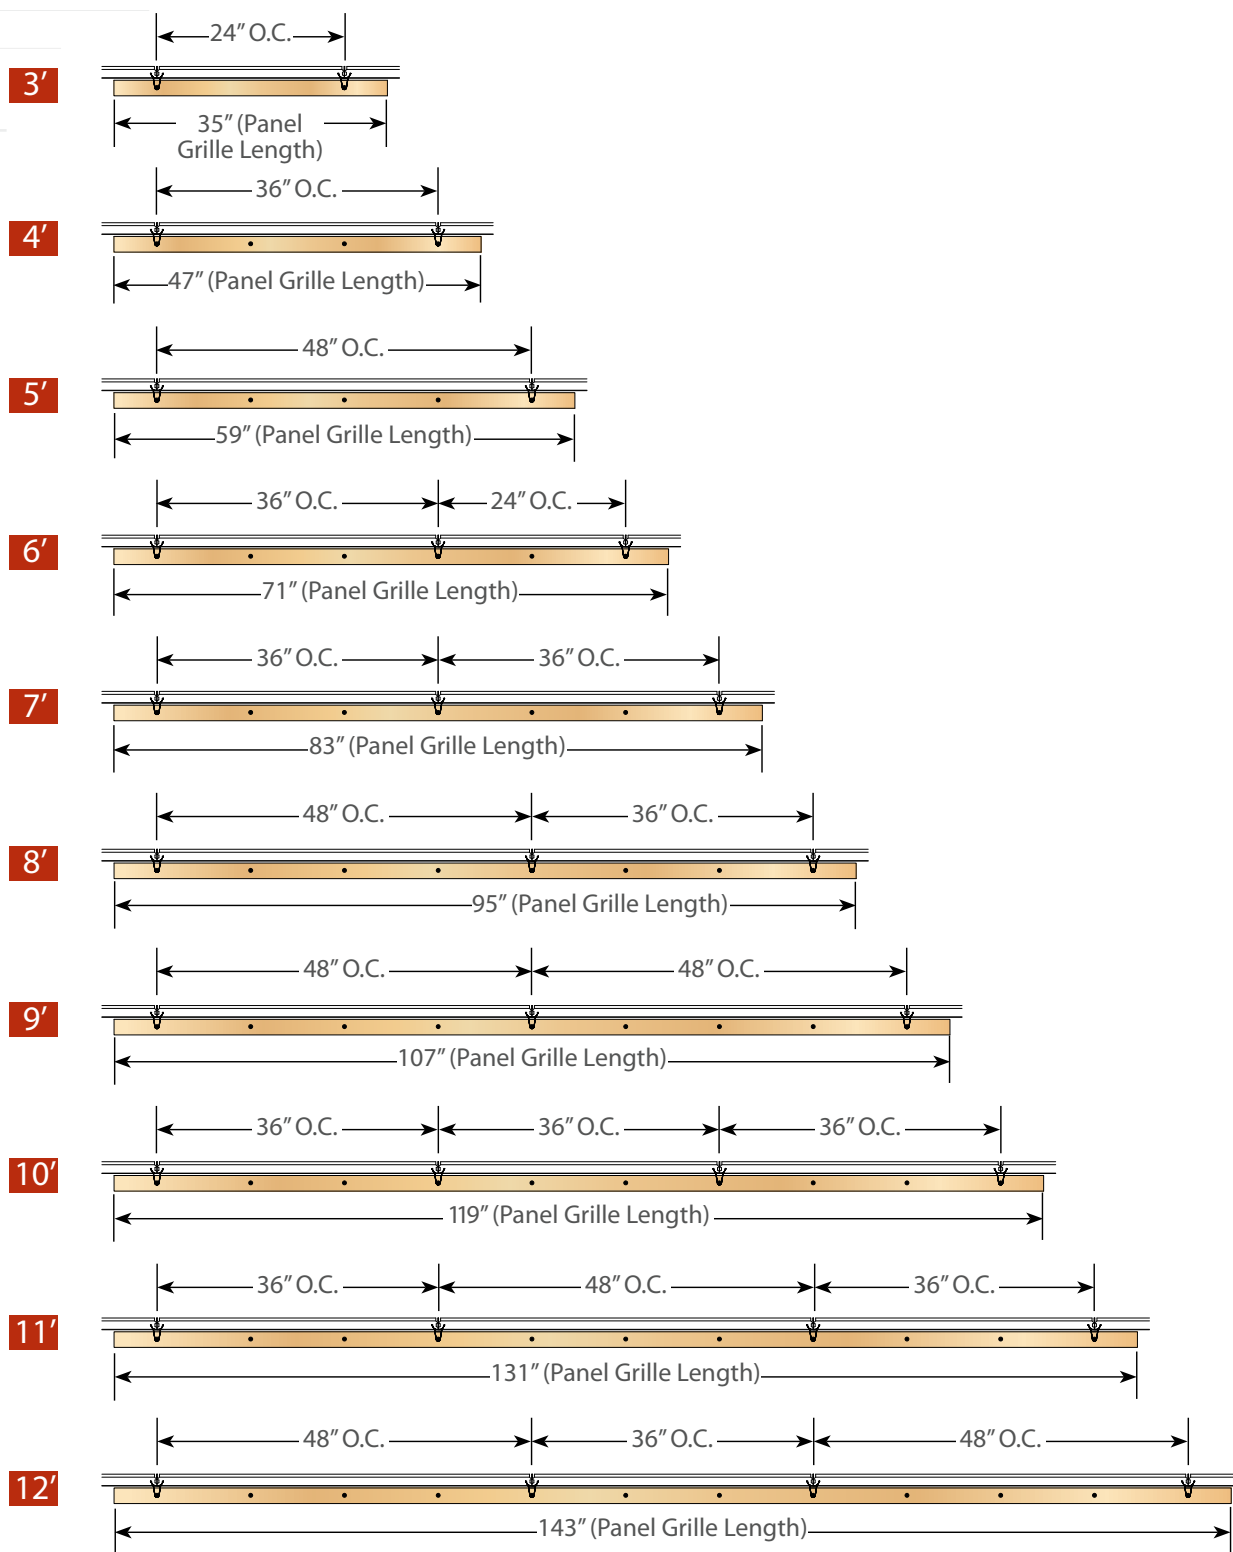 24” O.C.
3’
35” (Panel
Grille Length)
36” O.C.
4’
47” (Panel Grille Length)
48” O.C.
5’
59” (Panel Grille Length)
36” O.C. 24” O.C.
6’
71” (Panel Grille Length)
36” O.C. 36” O.C.
7’
83” (Panel Grille Length)
48” O.C. 36” O.C.
8’
95” (Panel Grille Length)
48” O.C. 48” O.C.
9’
107” (Panel Grille Length)
36” O.C. 36” O.C. 36” O.C.
10’
119” (Panel Grille Length)
36” O.C. 48” O.C. 36” O.C.
11’
131” (Panel Grille Length)
48” O.C. 36” O.C. 48” O.C.
12’
143” (Panel Grille Length)